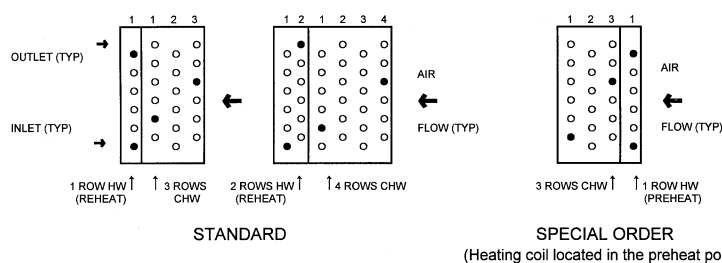 1 1 2 3
1 2 1 2 3 4
1 2 3 1
OUTLET (TYP)
INLET (TYP)
AIR
FLOW (TYP)
AIR
FLOW (TYP)
1 ROW HW
(REHEAT)
3 ROWS
CHW
2 ROWS HW
(REHEAT)
4 ROWS CHW
3 ROWS CHW
1 ROW HW
(PREHEAT)
STANDARD
SPECIAL ORDER
(Heating coil located in the preheat po